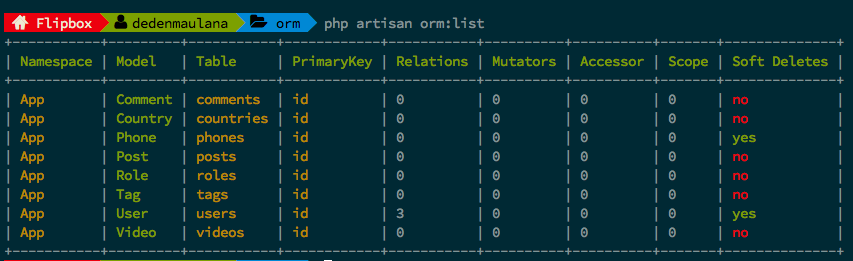 Flipbox dedenmaulana orm php artisan orm:list
+-----------+---------+-----------+------------+-----------+----------+----------+-------+--------------+
| Namespace | Model   | Table     | PrimaryKey | Relations | Mutators | Accessor | Scope | Soft Deletes |
+-----------+---------+-----------+------------+-----------+----------+----------+-------+--------------+
| App       | Comment | comments  | id         | 0         | 0        | 0        | 0     | no           |
| App       | Country | countries | id         | 0         | 0        | 0        | 0     | no           |
| App       | Phone   | phones    | id         | 0         | 0        | 0        | 0     | yes          |
| App       | Post    | posts     | id         | 0         | 0        | 0        | 0     | no           |
| App       | Role    | roles     | id         | 0         | 0        | 0        | 0     | no           |
| App       | Tag     | tags      | id         | 0         | 0        | 0        | 0     | no           |
| App       | User    | users     | id         | 3         | 0        | 0        | 0     | yes          |
| App       | Video   | videos    | id         | 0         | 0        | 0        | 0     | no           |
+-----------+---------+-----------+------------+-----------+----------+----------+-------+--------------+